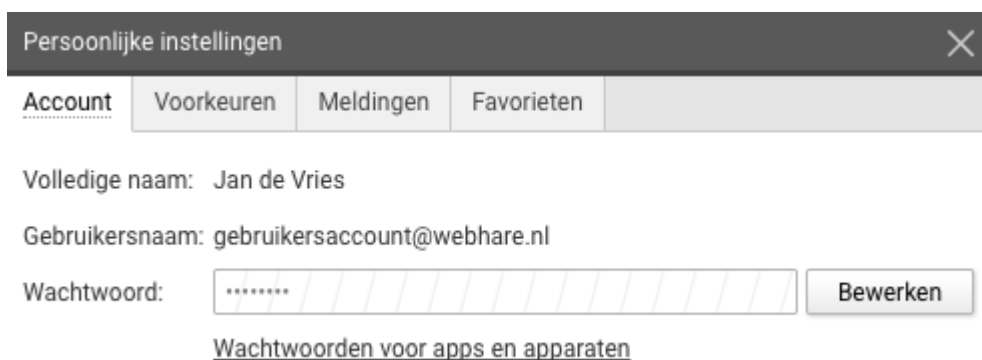 Persoonlijke instellingen
Account Voorkeuren Meldingen Favorieten
Volledige naam: Jan de Vries
Gebruikersnaam: gebruikersaccount@webhare.nl
Wachtwoord: •••••••• Bewerken
Wachtwoorden voor apps en apparaten